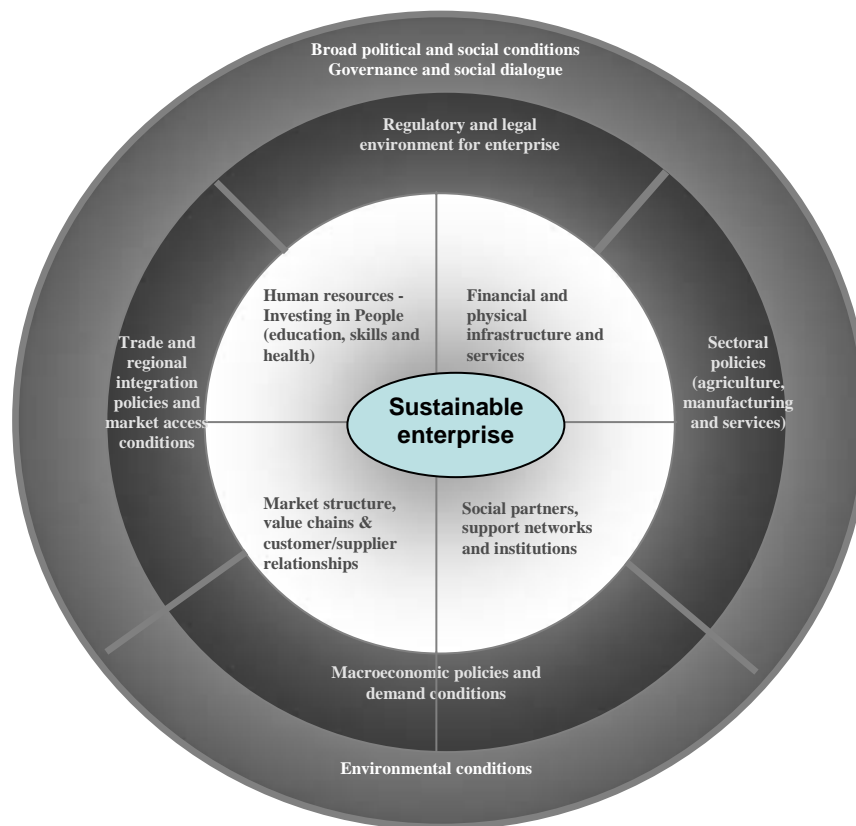 Broad political and social conditions
Governance and social dialogue
Regulatory and legal
environment for enterprise
Human resources -
Investing in People
(education, skills and
health)
Financial and
physical
infrastructure and
services
Trade and
regional
integration
policies and
market access
conditions
Sectoral
policies
(agriculture,
manufacturing
and services)
Sustainable
enterprise
Market structure,
value chains &
customer/supplier
relationships
Social partners,
support networks
and institutions
Macroeconomic policies and
demand conditions
Environmental conditions